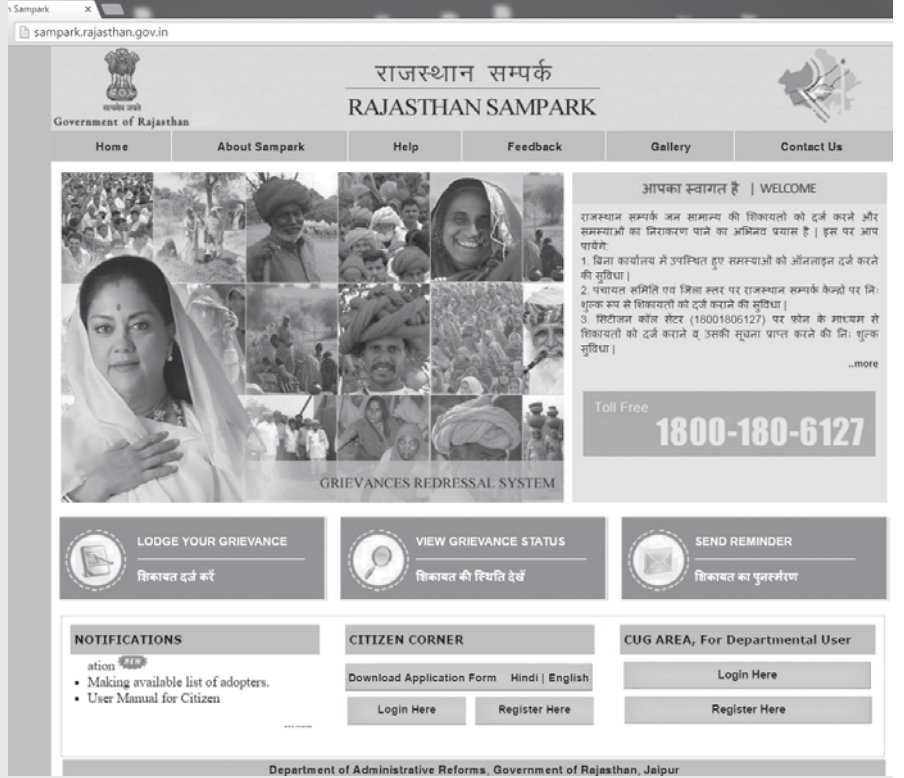 n Sampark
sampark.rajasthan.gov.in
सत्यमेव जयते
Government of Rajasthan
राजस्थान सम्पर्क
RAJASTHAN SAMPARK
Home About Sampark Help Feedback Gallery Contact Us
GRIEVANCES REDRESSAL SYSTEM
आपका स्वागत है | WELCOME
राजस्थान सम्पर्क जन सामान्य की शिकायतों को दर्ज करने और
समस्याओं का निराकरण पाने का अभिनव प्रयास है | इस पर आप
पायेंगे:
1. बिना कार्यालय में उपस्थित हुए समस्याओं को ऑनलाइन दर्ज करने
की सुविधा |
2. पंचायत समिति एवं जिला स्तर पर राजस्थान सम्पर्क केन्द्रों पर निः
शुल्क रूप से शिकायतों को दर्ज कराने की सुविधा |
3. सिटीजन कॉल सेंटर (18001806127) पर फोन के माध्यम से
शिकायतों को दर्ज कराने व् उसकी सूचना प्राप्त करने की निः शुल्क
सुविधा |
..more
Toll Free
1800-180-6127
LODGE YOUR GRIEVANCE
शिकायत दर्ज करें
VIEW GRIEVANCE STATUS
शिकायत की स्थिति देखें
SEND REMINDER
शिकायत का पुनर्स्मरण
NOTIFICATIONS
ation NEW
Making available list of adopters.
User Manual for Citizen
CITIZEN CORNER
Download Application Form Hindi | English
Login Here Register Here
CUG AREA, For Departmental User
Login Here
Register Here
Department of Administrative Reforms, Government of Rajasthan, Jaipur